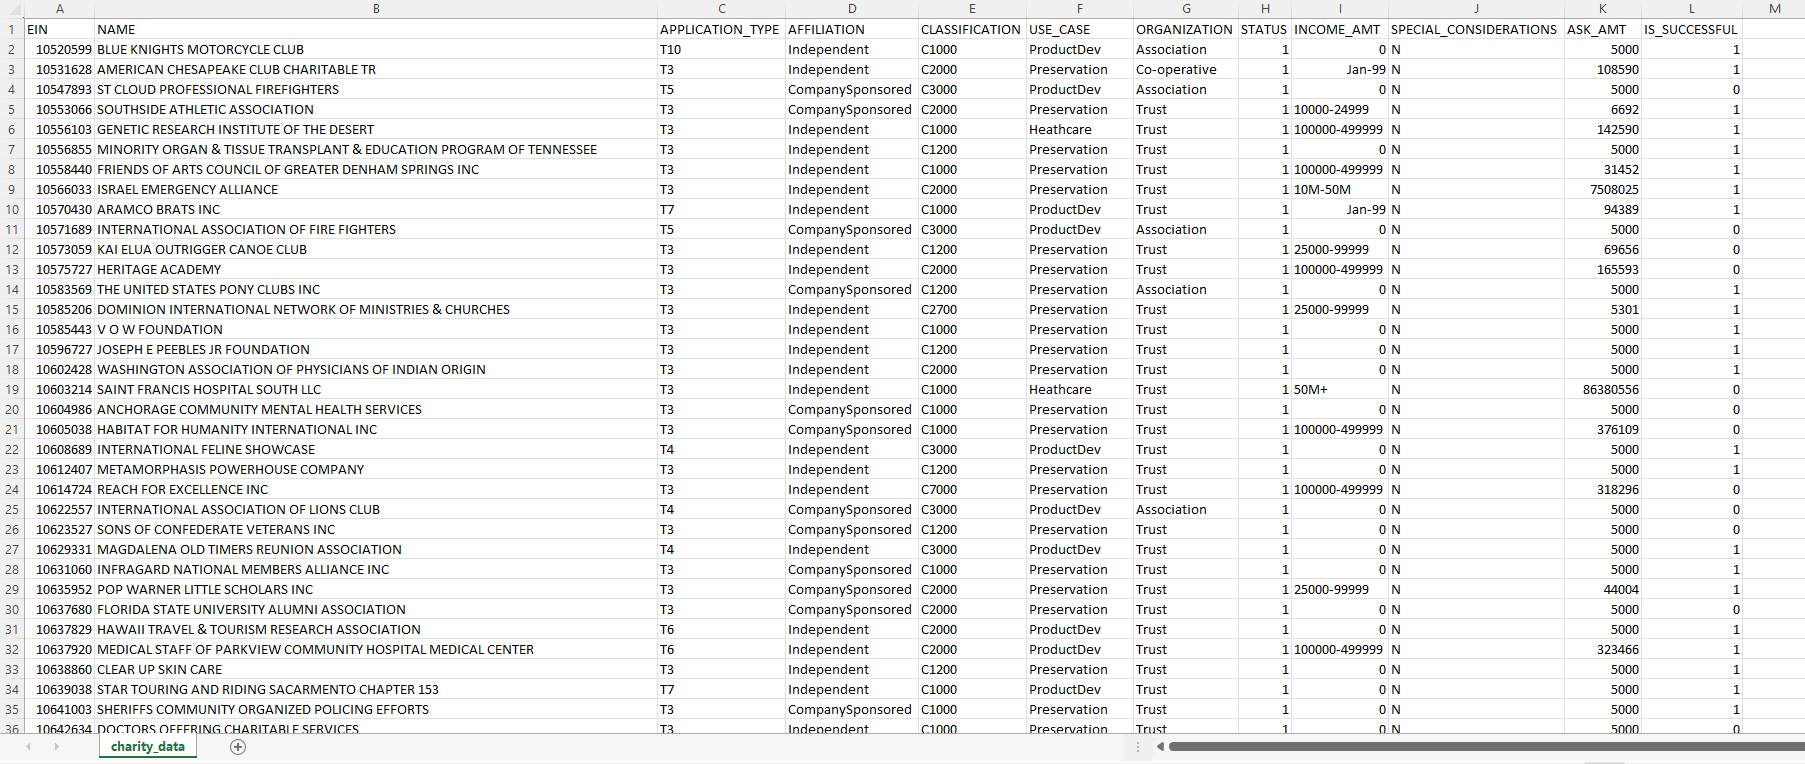 A B C D E F G H I J K L M
1 EIN NAME APPLICATION_TYPE AFFILIATION CLASSIFICATION USE_CASE ORGANIZATION STATUS INCOME_AMT SPECIAL_CONSIDERATIONS ASK_AMT IS_SUCCESSFUL
2 10520599 BLUE KNIGHTS MOTORCYCLE CLUB T10 Independent C1000 ProductDev Association 1 0 N 5000 1
3 10531628 AMERICAN CHESAPEAKE CLUB CHARITABLE TR T3 Independent C2000 Preservation Co-operative 1 Jan-99 N 108590 1
4 10547893 ST CLOUD PROFESSIONAL FIREFIGHTERS T5 CompanySponsored C3000 ProductDev Association 1 0 N 5000 0
5 10553066 SOUTHSIDE ATHLETIC ASSOCIATION T3 CompanySponsored C2000 Preservation Trust 1 10000-24999 N 6692 1
6 10556103 GENETIC RESEARCH INSTITUTE OF THE DESERT T3 Independent C1000 Heathcare Trust 1 100000-499999 N 142590 1
7 10556855 MINORITY ORGAN & TISSUE TRANSPLANT & EDUCATION PROGRAM OF TENNESSEE T3 Independent C1200 Preservation Trust 1 0 N 5000 1
8 10558440 FRIENDS OF ARTS COUNCIL OF GREATER DENHAM SPRINGS INC T3 Independent C1000 Preservation Trust 1 100000-499999 N 31452 1
9 10566033 ISRAEL EMERGENCY ALLIANCE T3 Independent C2000 Preservation Trust 1 10M-50M N 7508025 1
10 10570430 ARAMCO BRATS INC T7 Independent C1000 ProductDev Trust 1 Jan-99 N 94389 1
11 10571689 INTERNATIONAL ASSOCIATION OF FIRE FIGHTERS T5 CompanySponsored C3000 ProductDev Association 1 0 N 5000 0
12 10573059 KAI ELUA OUTRIGGER CANOE CLUB T3 Independent C1200 Preservation Trust 1 25000-99999 N 69656 0
13 10575727 HERITAGE ACADEMY T3 Independent C2000 Preservation Trust 1 100000-499999 N 165593 0
14 10583569 THE UNITED STATES PONY CLUBS INC T3 CompanySponsored C1200 Preservation Association 1 0 N 5000 1
15 10585206 DOMINION INTERNATIONAL NETWORK OF MINISTRIES & CHURCHES T3 Independent C2700 Preservation Trust 1 25000-99999 N 5301 1
16 10585443 V O W FOUNDATION T3 Independent C1000 Preservation Trust 1 0 N 5000 1
17 10596727 JOSEPH E PEEBLES JR FOUNDATION T3 Independent C1200 Preservation Trust 1 0 N 5000 1
18 10602428 WASHINGTON ASSOCIATION OF PHYSICIANS OF INDIAN ORIGIN T3 Independent C2000 Preservation Trust 1 0 N 5000 1
19 10603214 SAINT FRANCIS HOSPITAL SOUTH LLC T3 Independent C1000 Heathcare Trust 1 50M+ N 86380556 0
20 10604986 ANCHORAGE COMMUNITY MENTAL HEALTH SERVICES T3 CompanySponsored C1000 Preservation Trust 1 0 N 5000 0
21 10605038 HABITAT FOR HUMANITY INTERNATIONAL INC T3 CompanySponsored C1000 Preservation Trust 1 100000-499999 N 376109 0
22 10608689 INTERNATIONAL FELINE SHOWCASE T4 Independent C3000 ProductDev Trust 1 0 N 5000 1
23 10612407 METAMORPHASIS POWERHOUSE COMPANY T3 Independent C1200 Preservation Trust 1 0 N 5000 1
24 10614724 REACH FOR EXCELLENCE INC T3 Independent C7000 Preservation Trust 1 100000-499999 N 318296 0
25 10622557 INTERNATIONAL ASSOCIATION OF LIONS CLUB T4 CompanySponsored C3000 ProductDev Association 1 0 N 5000 0
26 10623527 SONS OF CONFEDERATE VETERANS INC T3 CompanySponsored C1200 Preservation Trust 1 0 N 5000 0
27 10629331 MAGDALENA OLD TIMERS REUNION ASSOCIATION T4 Independent C3000 ProductDev Trust 1 0 N 5000 1
28 10631060 INFRAGARD NATIONAL MEMBERS ALLIANCE INC T3 CompanySponsored C1000 Preservation Trust 1 0 N 5000 1
29 10635952 POP WARNER LITTLE SCHOLARS INC T3 CompanySponsored C2000 Preservation Trust 1 25000-99999 N 44004 1
30 10637680 FLORIDA STATE UNIVERSITY ALUMNI ASSOCIATION T3 CompanySponsored C2000 Preservation Trust 1 0 N 5000 0
31 10637829 HAWAII TRAVEL & TOURISM RESEARCH ASSOCIATION T6 Independent C2000 ProductDev Trust 1 0 N 5000 1
32 10637920 MEDICAL STAFF OF PARKVIEW COMMUNITY HOSPITAL MEDICAL CENTER T6 Independent C2000 ProductDev Trust 1 100000-499999 N 323466 1
33 10638860 CLEAR UP SKIN CARE T3 Independent C1200 Preservation Trust 1 0 N 5000 1
34 10639038 STAR TOURING AND RIDING SACARMENTO CHAPTER 153 T7 Independent C1000 ProductDev Trust 1 0 N 5000 1
35 10641003 SHERIFFS COMMUNITY ORGANIZED POLICING EFFORTS T3 CompanySponsored C1000 Preservation Trust 1 0 N 5000 1
36 10642634 DOCTORS OFFERING CHARITABLE SERVICES T3 Independent C1000 Preservation Trust 1 0 N 5000 0
charity_data